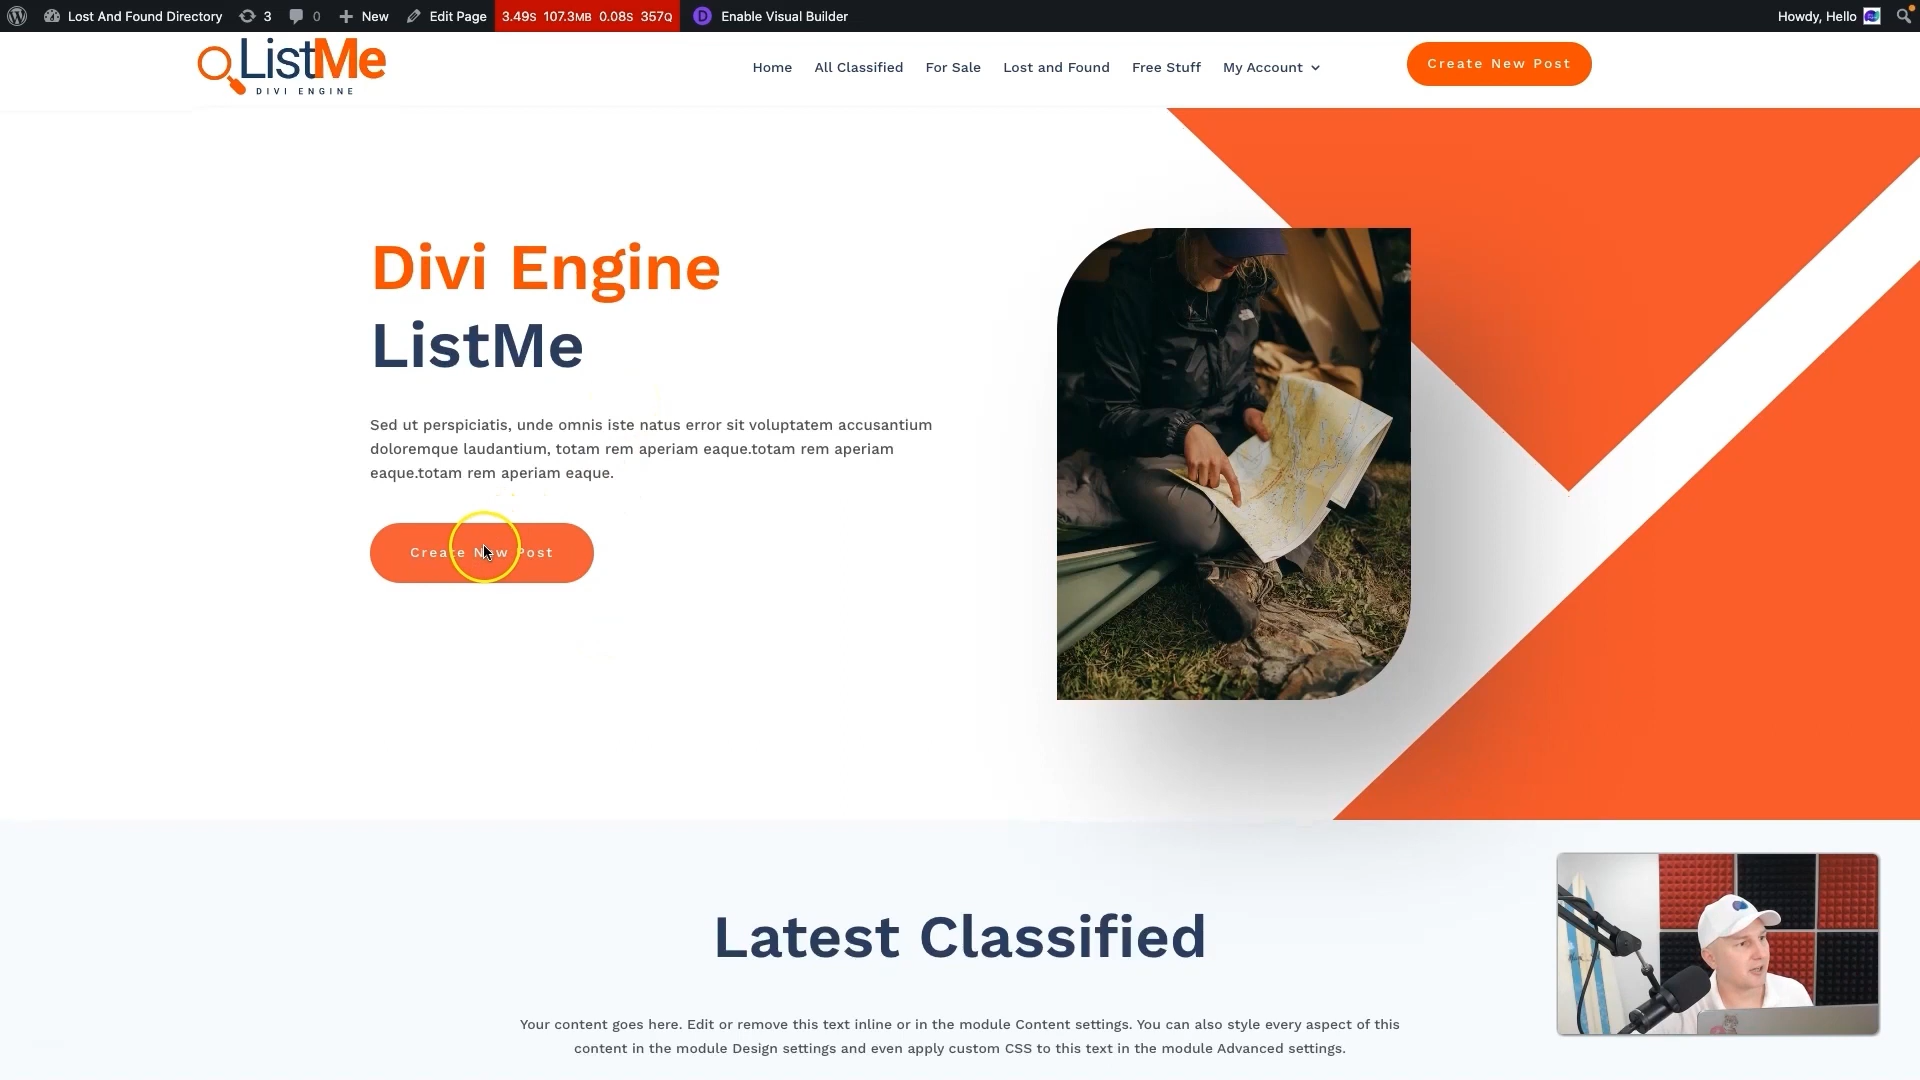 Lost And Found Directory 3 0 New Edit Page 3.49S 107.3MB 0.08S 357Q D Enable Visual Builder Howdy, Hello
ListMe
DIVI ENGINE
Home All Classified For Sale Lost and Found Free Stuff My Account Create New Post
Divi Engine
ListMe
Sed ut perspiciatis, unde omnis iste natus error sit voluptatem accusantium
doloremque laudantium, totam rem aperiam eaque.totam rem aperiam
eaque.totam rem aperiam eaque.
Create New Post
Latest Classified
Your content goes here. Edit or remove this text inline or in the module Content settings. You can also style every aspect of this
content in the module Design settings and even apply custom CSS to this text in the module Advanced settings.